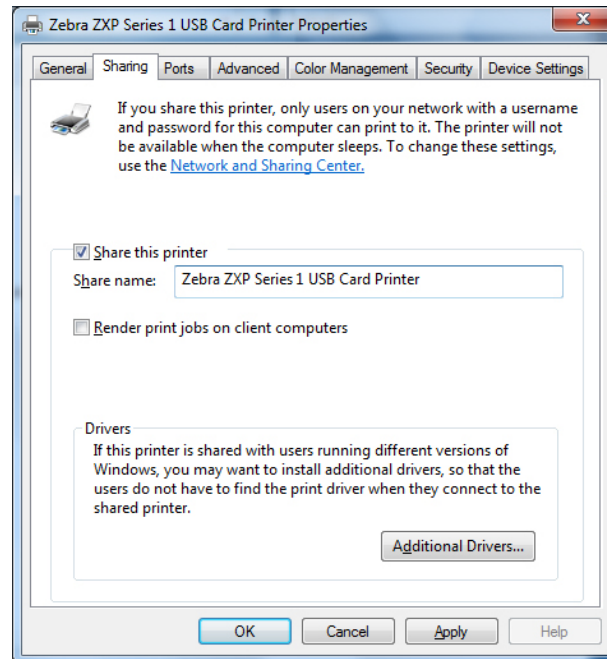 Zebra ZXP Series 1 USB Card Printer Properties
General Sharing Ports Advanced Color Management Security Device Settings
If you share this printer, only users on your network with a username
and password for this computer can print to it. The printer will not
be available when the computer sleeps. To change these settings,
use the Network and Sharing Center.
Share this printer
Share name: Zebra ZXP Series 1 USB Card Printer
Render print jobs on client computers
Drivers
If this printer is shared with users running different versions of
Windows, you may want to install additional drivers, so that the
users do not have to find the print driver when they connect to the
shared printer.
Additional Drivers...
OK Cancel Apply Help